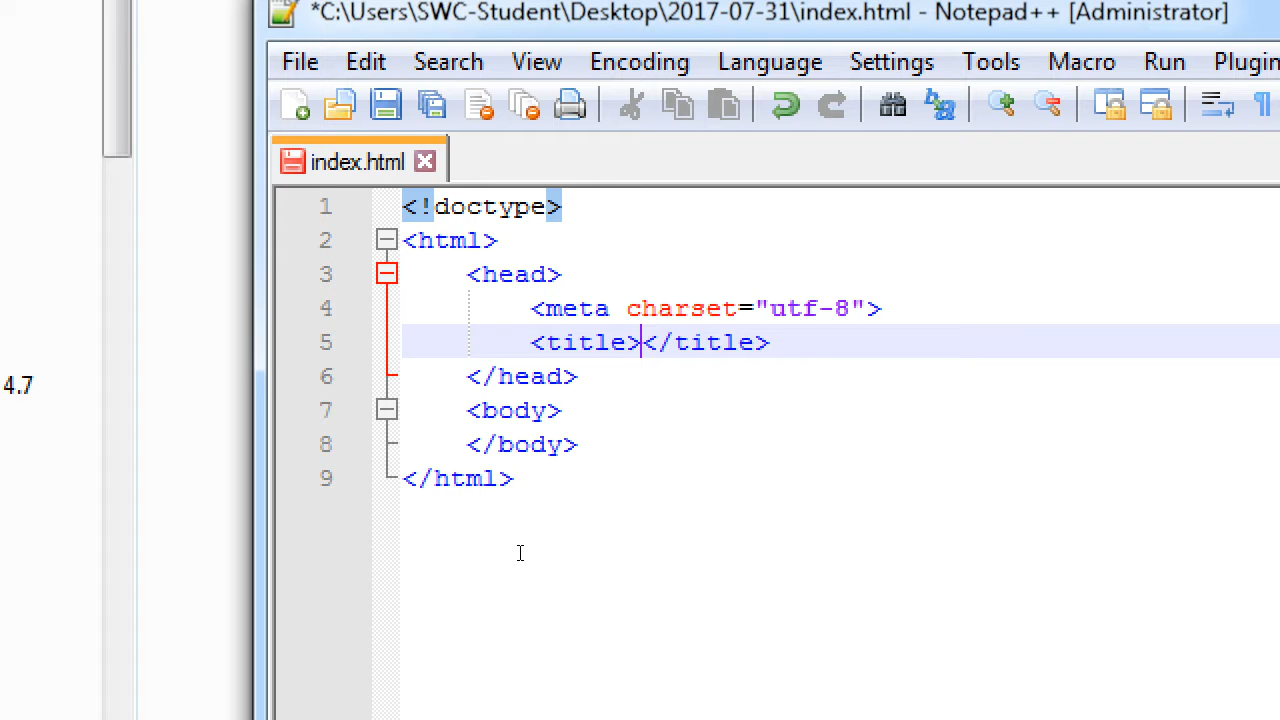 *C:\Users\SWC-Student\Desktop\2017-07-31\index.html - Notepad++ [Administrator]
File Edit Search View Encoding Language Settings Tools Macro Run Plugin
index.html
1 <!doctype>
2 <html>
3 <head>
4 <meta charset="utf-8">
5 <title></title>
6 </head>
7 <body>
8 </body>
9 </html>
4.7